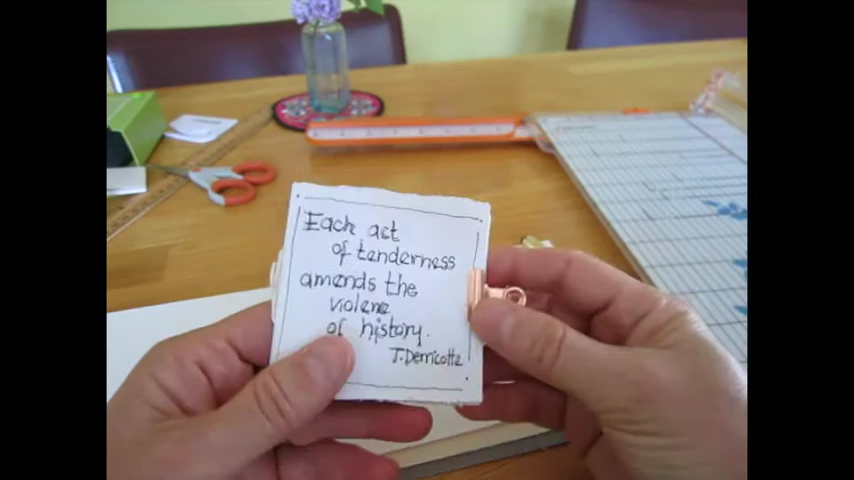 Each act
of tenderness
amends the
violene
of history.
T. Derricotte